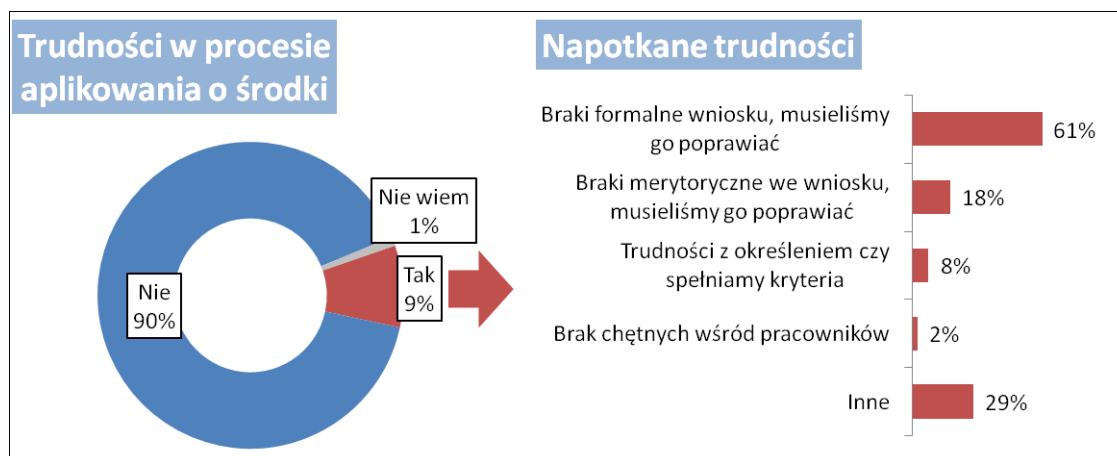 Trudności w procesie
aplikowania o środki
Nie wiem
1%
Tak
9%
Nie
90%
Napotkane trudności
Braki formalne wniosku, musieliśmy
go poprawiać
61%
Braki merytoryczne we wniosku,
musieliśmy go poprawiać
18%
Trudności z określeniem czy
spełniamy kryteria
8%
Brak chętnych wśród pracowników
2%
Inne
29%